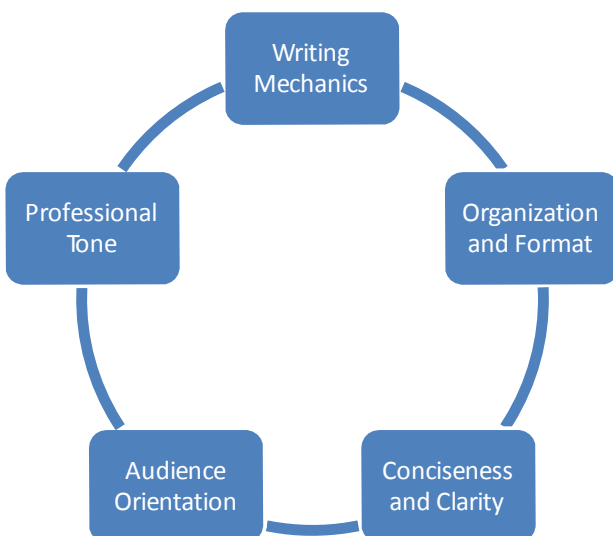 Writing
Mechanics
Organization
and Format
Conciseness
and Clarity
Audience
Orientation
Professional
Tone